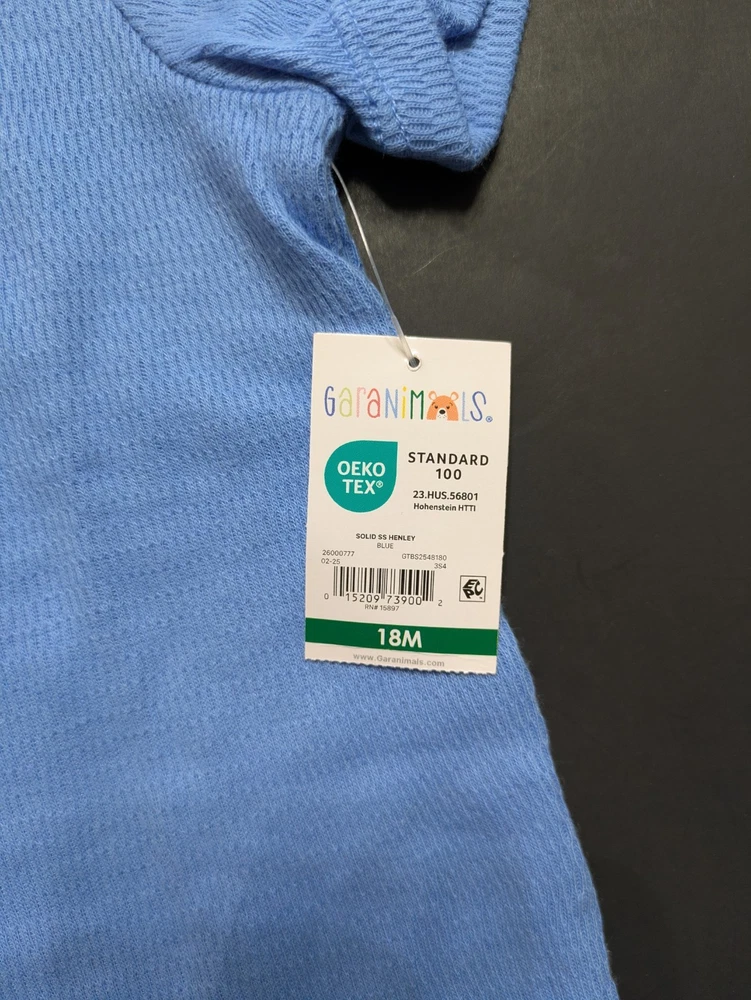 GaraNiMALS®
OEKO
TEX®
STANDARD
100
23.HUS.56801
Hohenstein HTTI
SOLID SS HENLEY
BLUE
26000777 GTBS2548180
02-25 3S4
0 15209 73900 2
RN# 15897
EPC
18M
www.Garanimals.com